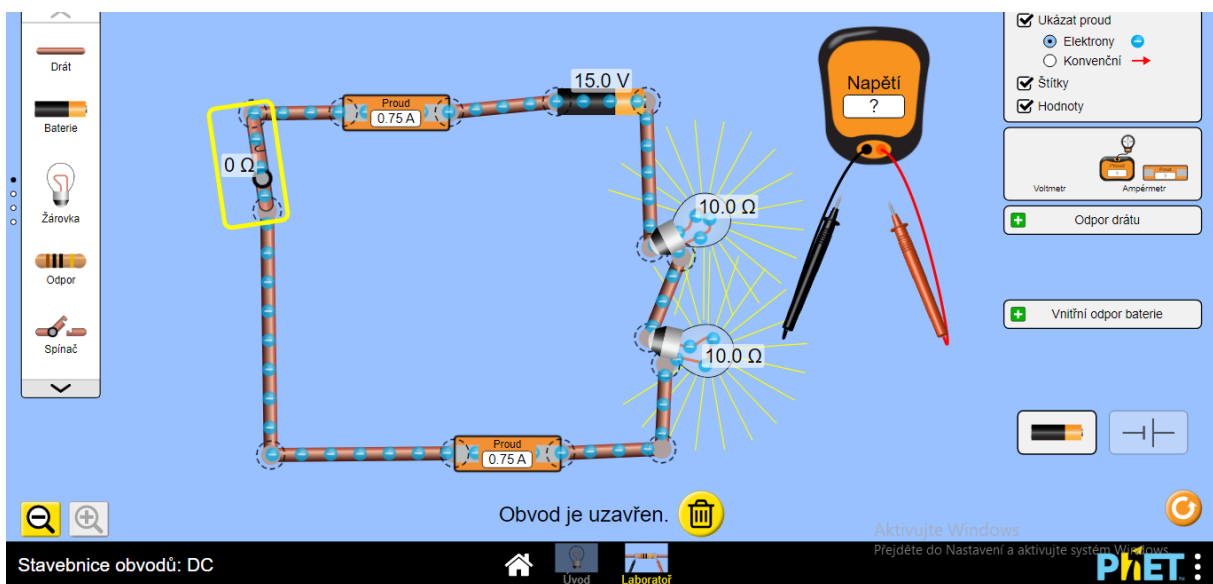 Drát
Baterie
Žárovka
Odpor
Spínač
Proud
0.75 A
15.0 V
0 Ω
10.0 Ω
10.0 Ω
Proud
0.75 A
Napětí
?
Ukázat proud
Elektrony
Konvenční
Štítky
Hodnoty
Voltmetr
Ampérmetr
Odpor drátu
Vnitřní odpor baterie
Obvod je uzavřen.
Aktivujte Windows
Přejděte do Nastavení a aktivujte systém Windows.
Stavebnice obvodů: DC
Úvod
Laboratoř
PhET